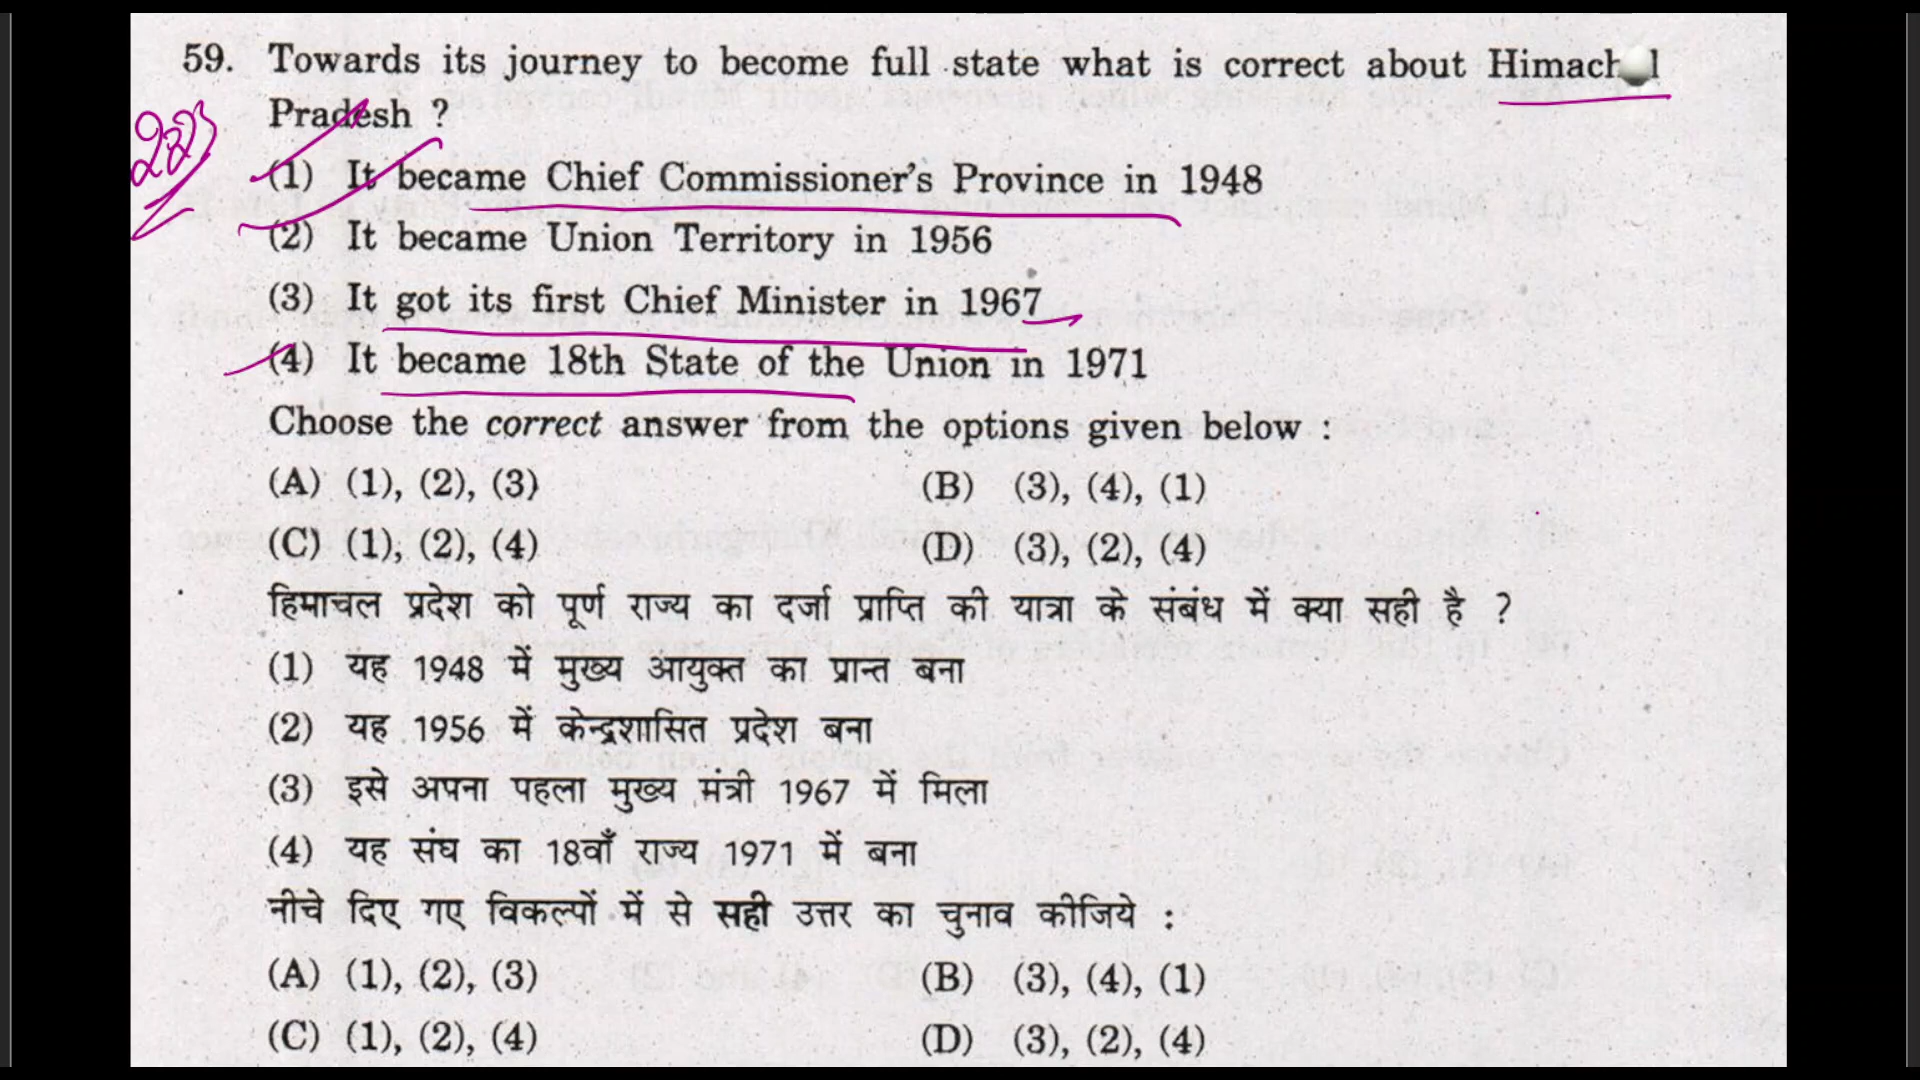 59. Towards its journey to become full state what is correct about Himachal
Pradesh ?
2023
(1) It became Chief Commissioner's Province in 1948
(2) It became Union Territory in 1956
(3) It got its first Chief Minister in 1967
(4) It became 18th State of the Union in 1971
Choose the correct answer from the options given below :
(A) (1), (2), (3) (B) (3), (4), (1)
(C) (1), (2), (4) (D) (3), (2), (4)
हिमाचल प्रदेश को पूर्ण राज्य का दर्जा प्राप्ति की यात्रा के संबंध में क्या सही है ?
(1) यह 1948 में मुख्य आयुक्त का प्रान्त बना
(2) यह 1956 में केन्द्रशासित प्रदेश बना
(3) इसे अपना पहला मुख्य मंत्री 1967 में मिला
(4) यह संघ का 18वाँ राज्य 1971 में बना
नीचे दिए गए विकल्पों में से सही उत्तर का चुनाव कीजिये :
(A) (1), (2), (3) (B) (3), (4), (1)
(C) (1), (2), (4) (D) (3), (2), (4)